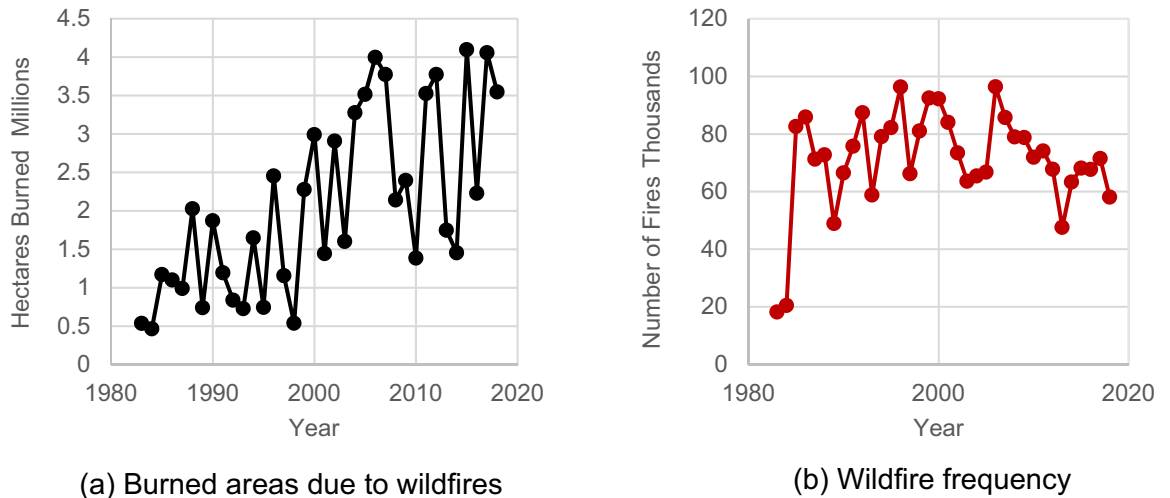 Hectares Burned  Millions
4.5
4
3.5
3
2.5
2
1.5
1
0.5
0
1980 1990 2000 2010 2020
Year
(a) Burned areas due to wildfires
Number of Fires Thousands
120
100
80
60
40
20
0
1980 2000 2020
Year
(b) Wildfire frequency